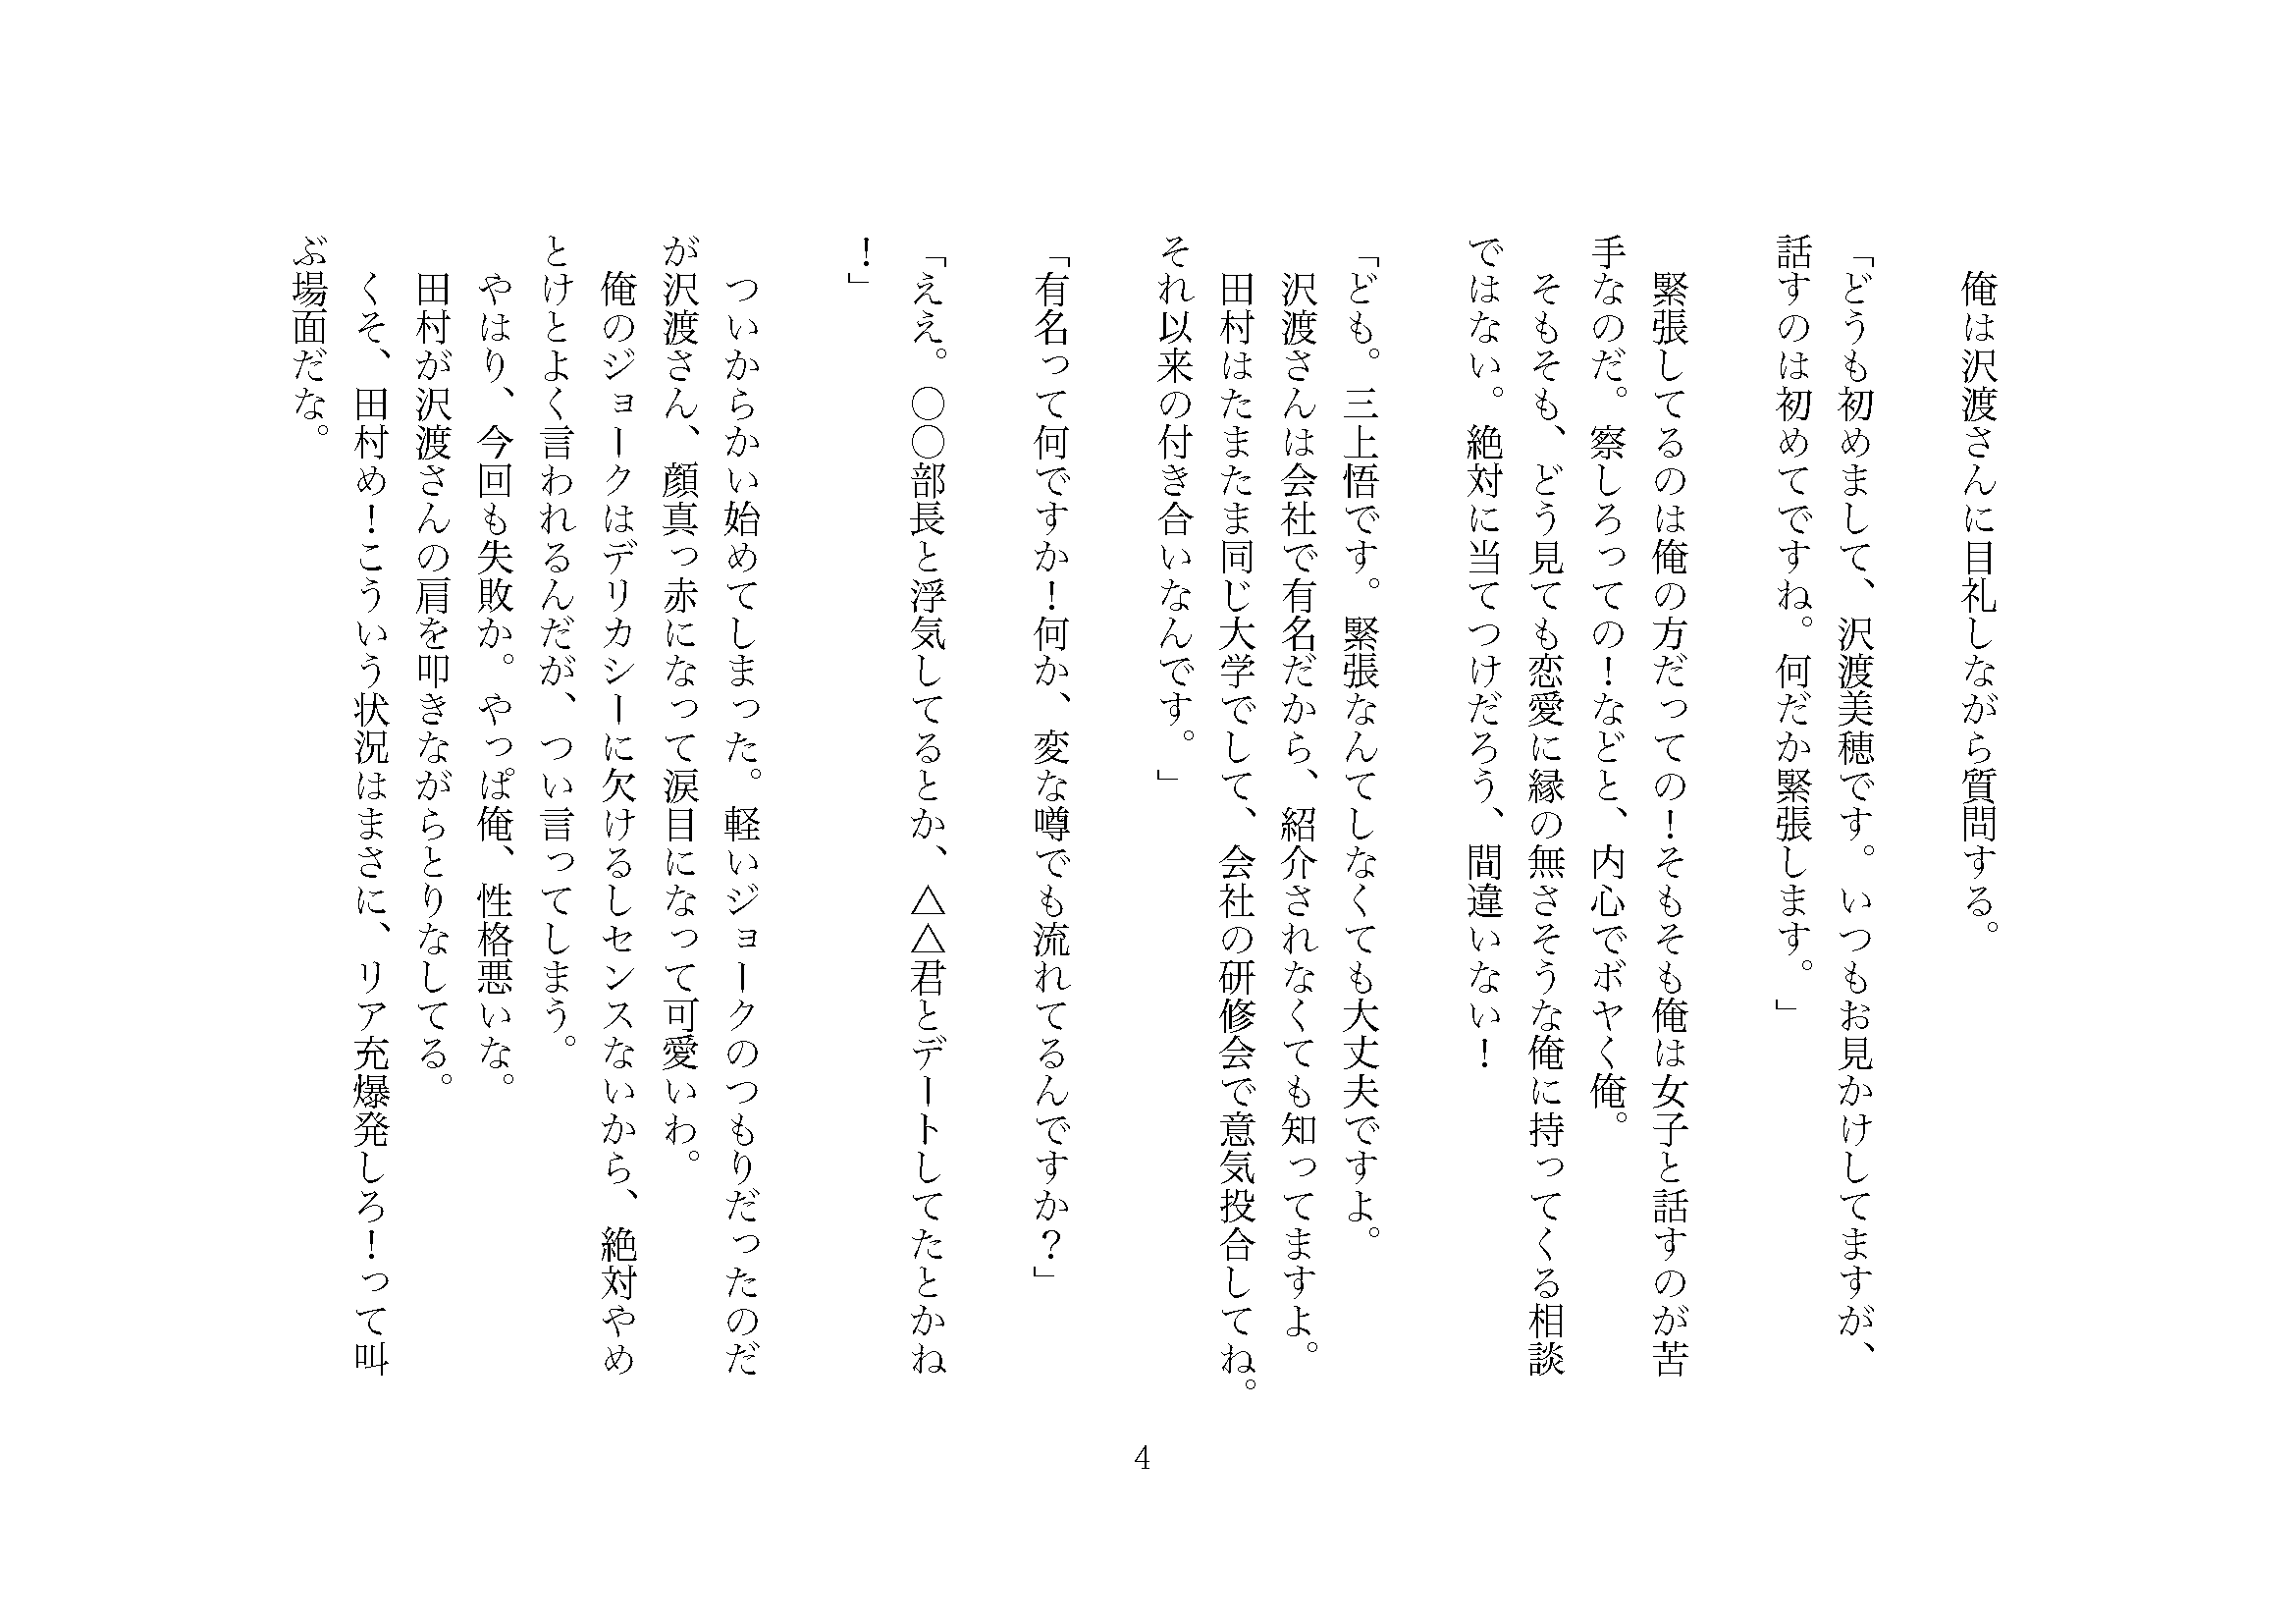 俺は沢渡さんに目礼しながら質問する。
「どうも初めまして、沢渡美穂です。いつもお見かけしてますが、
話すのは初めてですね。何だか緊張します。」
　緊張してるのは俺の方だっての！そもそも俺は女子と話すのが苦
手なのだ。察しろっての！などと、内心でボヤく俺。
　そもそも、どう見ても恋愛に縁の無さそうな俺に持ってくる相談
ではない。絶対に当てつけだろう、間違いない！
「ども。三上悟です。緊張なんてしなくても大丈夫ですよ。
　沢渡さんは会社で有名だから、紹介されなくても知ってますよ。
　田村はたまたま同じ大学でして、会社の研修会で意気投合してね。
それ以来の付き合いなんです。」
「有名って何ですか！何か、変な噂でも流れてるんですか？」
「ええ。〇〇部長と浮気してるとか、△△君とデートしてたとかね
！」
　ついからかい始めてしまった。軽いジョークのつもりだったのだ
が沢渡さん、顔真っ赤になって涙目になって可愛いわ。
　俺のジョークはデリカシーに欠けるしセンスないから、絶対やめ
とけとよく言われるんだが、つい言ってしまう。
　やはり、今回も失敗か。やっぱ俺、性格悪いな。
　田村が沢渡さんの肩を叩きながらとりなしてる。
　くそ、田村め！こういう状況はまさに、リア充爆発しろ！って叫
ぶ場面だな。
4